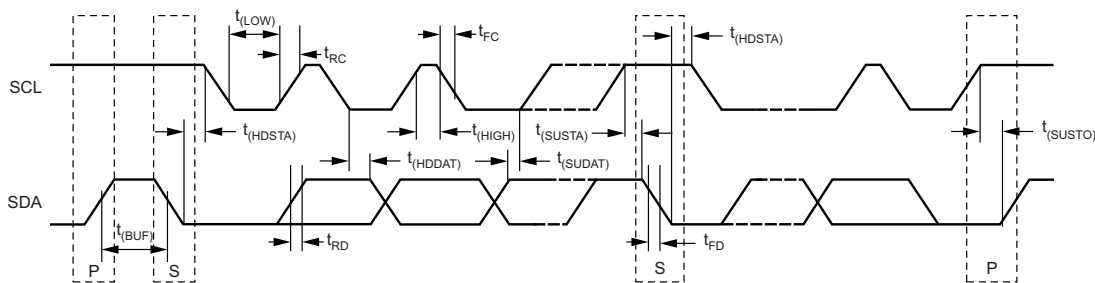 t(LOW)
tRC
tFC
t(HDSTA)
SCL
t(HDSTA)
t(HIGH)
t(SUSTA)
t(SUSTO)
t(HDDAT)
t(SUDAT)
SDA
t(BUF)
tRD
tFD
P
S
S
P